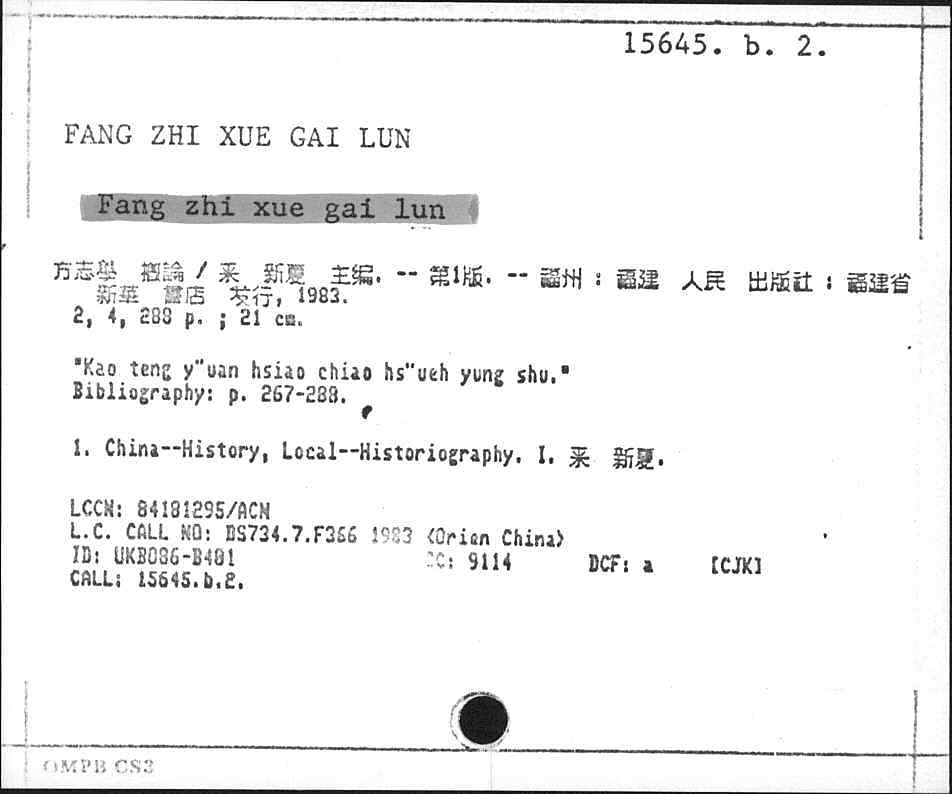 15645. b. 2.
FANG ZHI XUE GAI LUN
Fang zhi xue gai lun
方志學 概論 / 来 新夏 主编. -- 第1版. -- 福州 : 福建 人民 出版社 : 福建省
新華 書店 发行, 1983.
2, 4, 288 p. ; 21 cm.
"Kao teng y"uan hsiao chiao hs"ueh yung shu."
Bibliography: p. 267-288.
1. China--History, Local--Historiography. I. 来 新夏.
LCCN: 84181295/ACN
L.C. CALL NO: DS734.7.F366 1983 <Orien China>
ID: UKB086-B481 CC: 9114 DCF: a [CJK]
CALL: 15645.b.2.
OMPB CS2